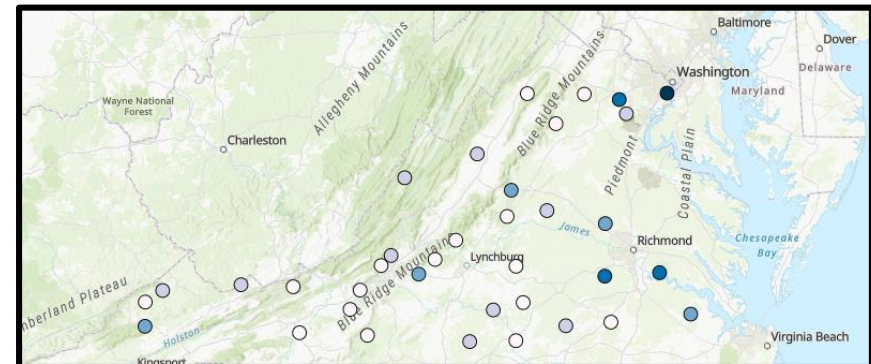 Baltimore
Dover
Allegheny Mountains
Blue Ridge Mountains
Washington
Delaware
Maryland
Wayne National
Forest
Charleston
Piedmont
Coastal Plain
James
Richmond
Chesapeake
Bay
Lynchburg
Blue Ridge Mountains
mberland Plateau
Holston
Virginia Beach
Kingsport